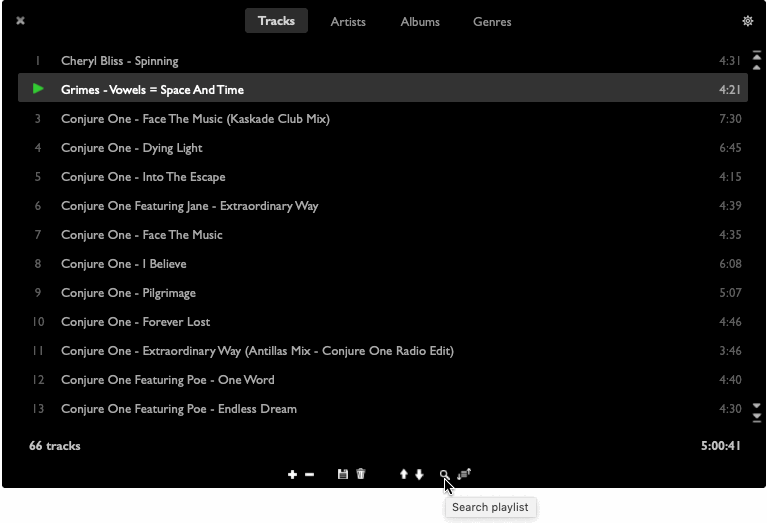 Tracks Artists Albums Genres
1 Cheryl Bliss - Spinning 4:31
Grimes - Vowels = Space And Time 4:21
3 Conjure One - Face The Music (Kaskade Club Mix) 7:30
4 Conjure One - Dying Light 6:45
5 Conjure One - Into The Escape 4:15
6 Conjure One Featuring Jane - Extraordinary Way 4:39
7 Conjure One - Face The Music 4:35
8 Conjure One - I Believe 6:08
9 Conjure One - Pilgrimage 5:07
10 Conjure One - Forever Lost 4:46
11 Conjure One - Extraordinary Way (Antillas Mix - Conjure One Radio Edit) 3:46
12 Conjure One Featuring Poe - One Word 4:40
13 Conjure One Featuring Poe - Endless Dream 4:30
66 tracks 5:00:41
Search playlist